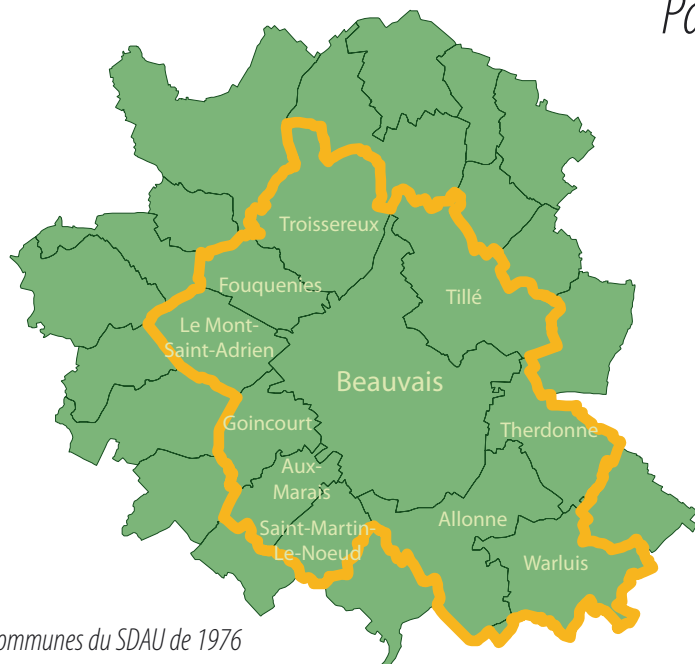 Troissereux
Fouquenies
Tillé
Le Mont-
Saint-Adrien
Beauvais
Goincourt
Therdonne
Aux-
Marais
Allonne
Saint-Martin-
Le-Noeud
Warluis
ommunes du SDAU de 1976